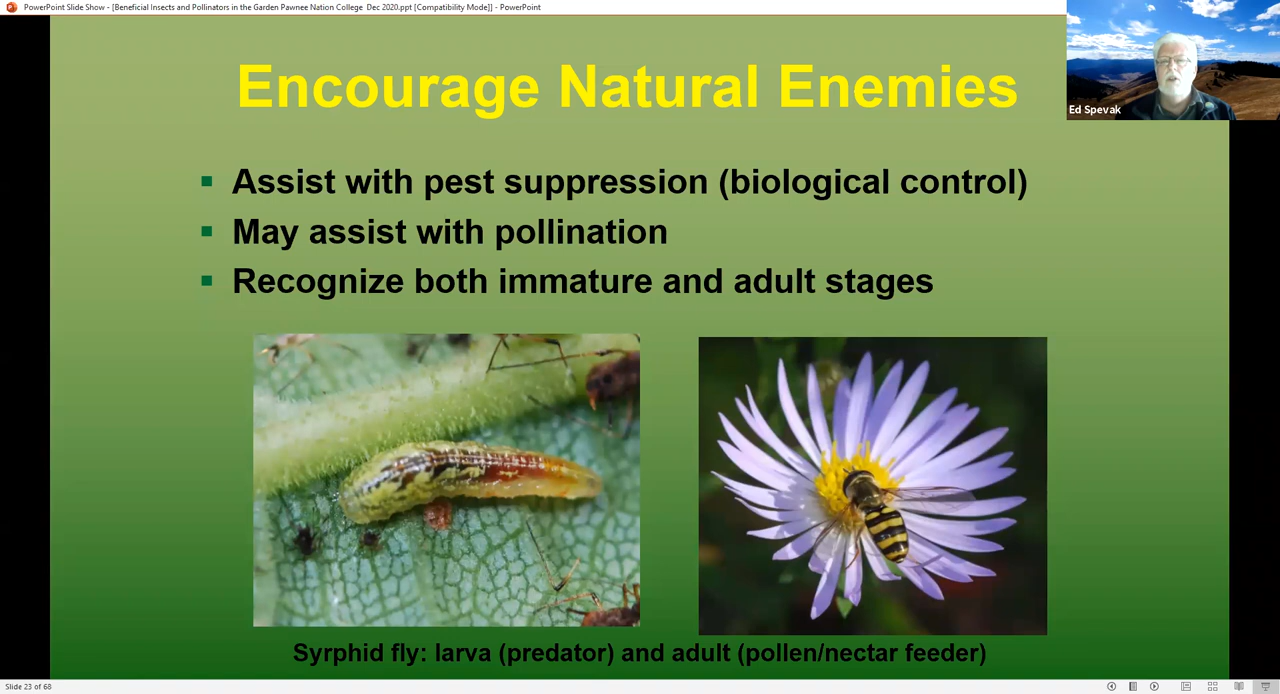 PowerPoint Slide Show - [Beneficial Insects and Pollinators in the Garden Pawnee Nation College Dec 2020.ppt [Compatibility Mode]] - PowerPoint
Encourage Natural Enemies
Ed Spevak
▪ Assist with pest suppression (biological control)
▪ May assist with pollination
▪ Recognize both immature and adult stages
Syrphid fly: larva (predator) and adult (pollen/nectar feeder)
Slide 23 of 68